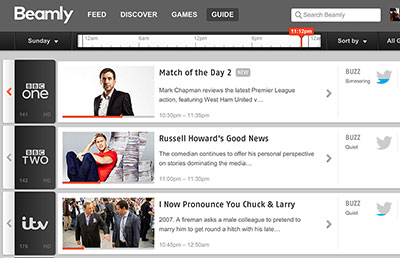 Beamly FEED DISCOVER GAMES GUIDE Search Beamly
11:12pm
Sunday 12am 6am 12pm 6pm 12am Sort by All G
BBC one
141 HD
Match of the Day 2 NEW
Mark Chapman reviews the latest Premier League
action, featuring West Ham United v...
10:30pm – 11:35pm
BUZZ
Simmering
BBC TWO
142 HD
Russell Howard's Good News
The comedian continues to offer his personal perspective
on stories dominating the media...
11:00pm – 11:30pm
BUZZ
Quiet
itv
HD
I Now Pronounce You Chuck & Larry
2007. A fireman asks a male colleague to pretend to
marry him to get round a hitch with his late...
10:45pm – 12:50am
BUZZ
Quiet